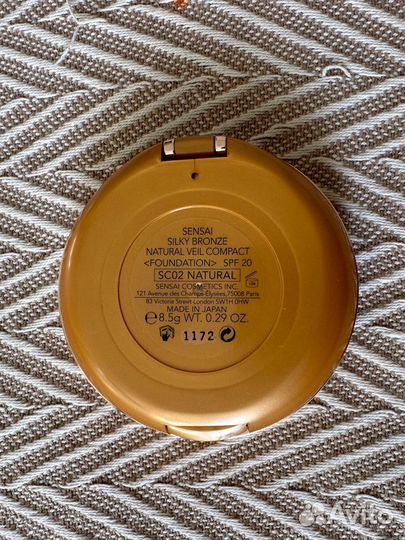 SENSAI
SILKY BRONZE
NATURAL VEIL COMPACT
<FOUNDATION> SPF 20
SC02 NATURAL
SENSAI COSMETICS INC.
121 Avenue des Champs-Elysées,75008 Paris
83 Victoria Street London SW1H 0HW
MADE IN JAPAN
℮8.5g WT. 0.29 OZ.
1172
Avito